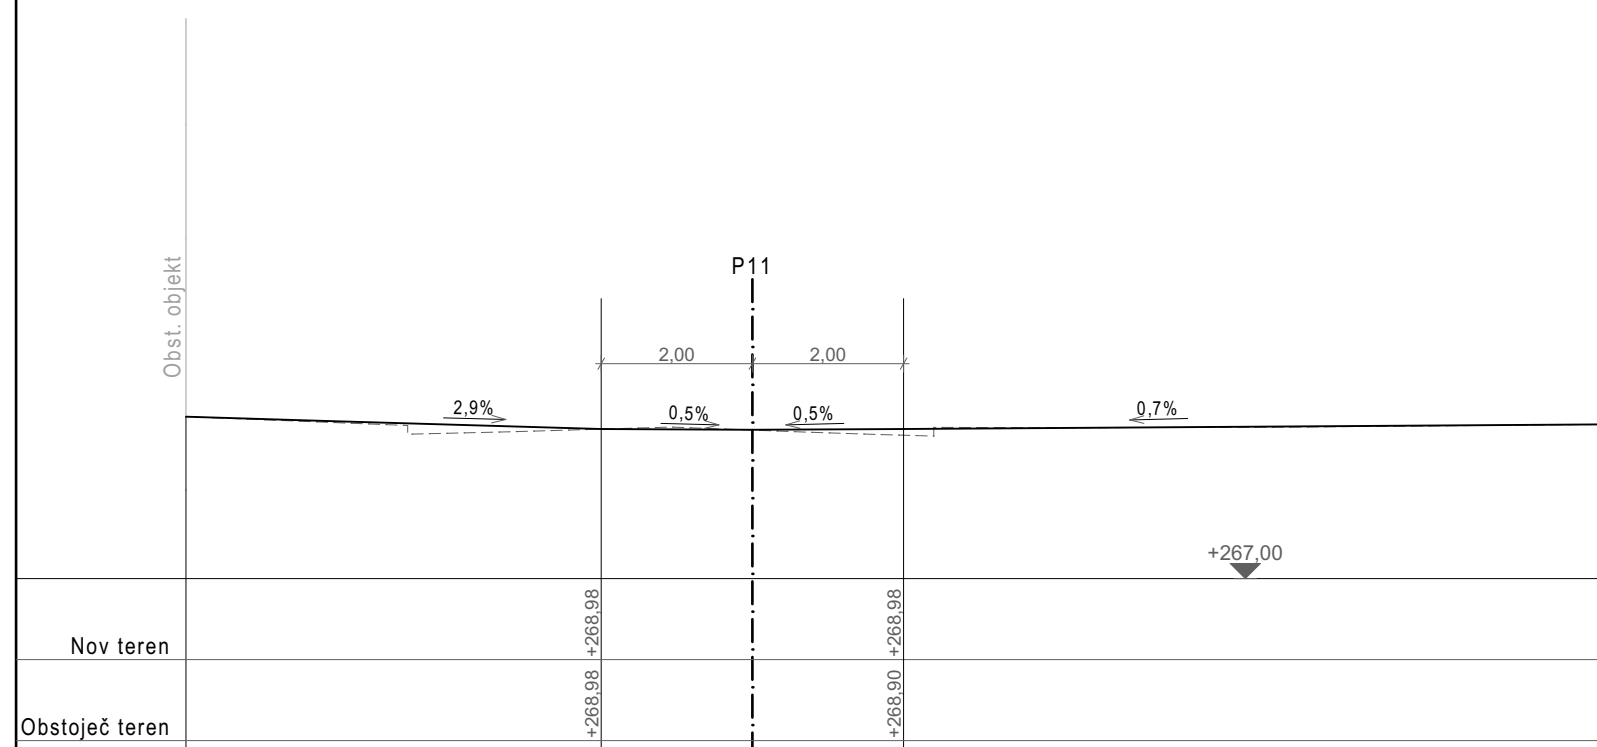 Obst. objekt
P11
2,00
2,00
2,9%
0,5%
0,5%
0,7%
+267,00
Nov teren
+268,98
+268,98
Obstoječ teren
+268,98
+268,90